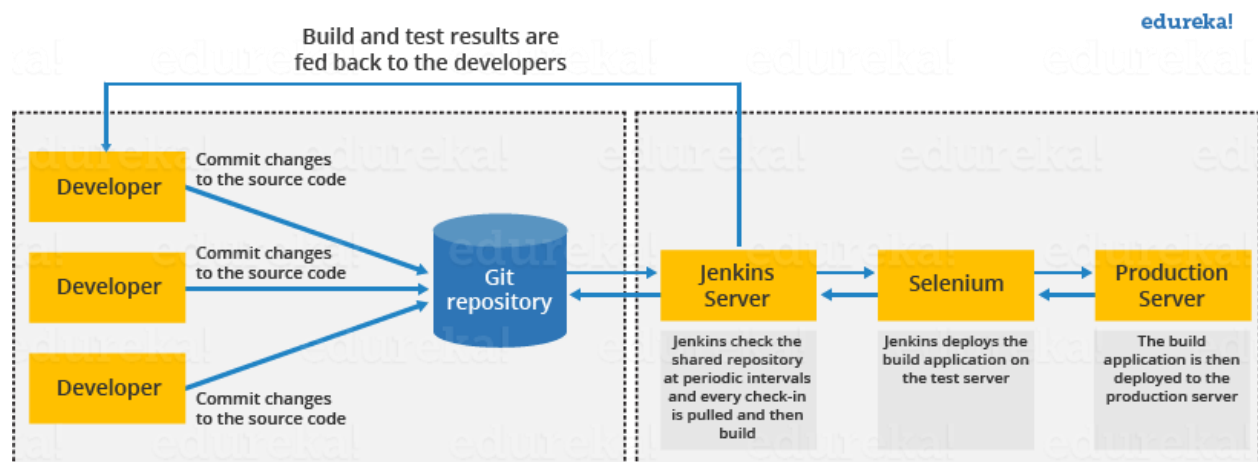 edureka!
Build and test results are
fed back to the developers
Developer
Commit changes
to the source code
Developer
Commit changes
to the source code
Developer
Commit changes
to the source code
Git
repository
Jenkins
Server
Jenkins check the
shared repository
at periodic intervals
and every check-in
is pulled and then
build
Selenium
Jenkins deploys the
build application on
the test server
Production
Server
The build
application is then
deployed to the
production server